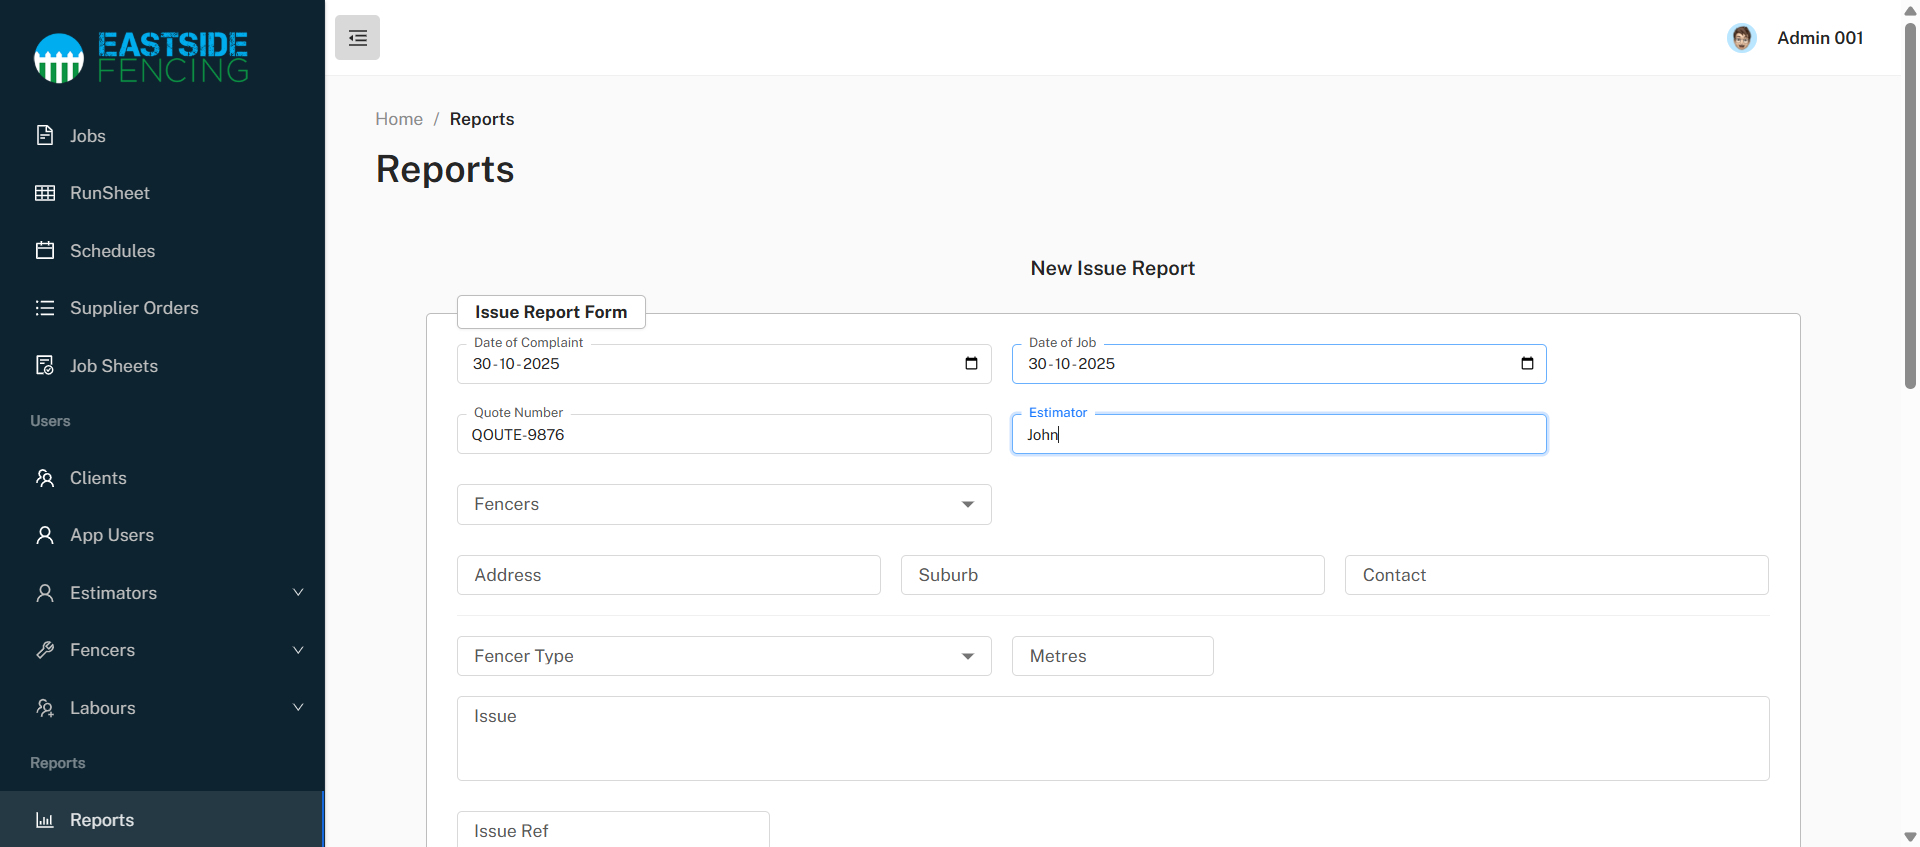 EASTSIDE
FENCING
Jobs
RunSheet
Schedules
Supplier Orders
Job Sheets
Users
Clients
App Users
Estimators
Fencers
Labours
Reports
Reports
Admin 001
Home / Reports
Reports
New Issue Report
Issue Report Form
Date of Complaint
30-10-2025
Date of Job
30-10-2025
Quote Number
QOUTE-9876
Estimator
John
Fencers
Address
Suburb
Contact
Fencer Type
Metres
Issue
Issue Ref